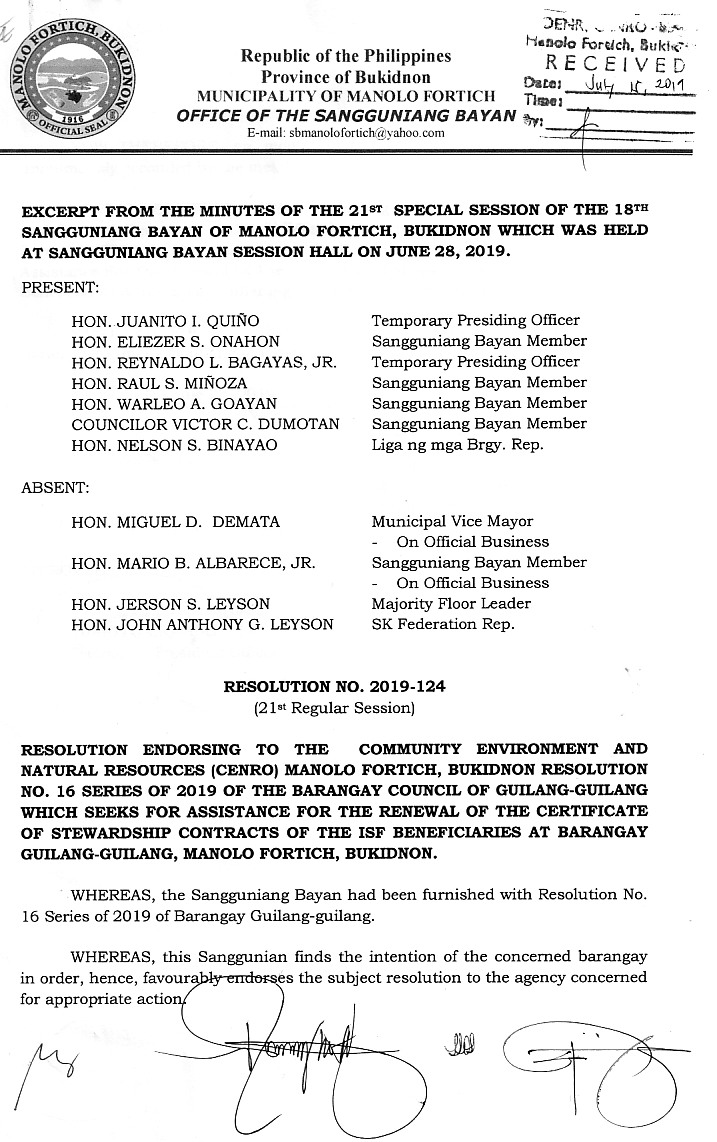 MANOLO FORTICH, BUKIDNON
1916
OFFICIAL SEAL
Republic of the Philippines
Province of Bukidnon
MUNICIPALITY OF MANOLO FORTICH
OFFICE OF THE SANGGUNIANG BAYAN
E-mail: sbmanolofortich@yahoo.com
DENR,
Manolo Fortich,
RECEIVED
Date: July
Time:
By:
EXCERPT FROM THE MINUTES OF THE 21ST SPECIAL SESSION OF THE 18TH
SANGGUNIANG BAYAN OF MANOLO FORTICH, BUKIDNON WHICH WAS HELD
AT SANGGUNIANG BAYAN SESSION HALL ON JUNE 28, 2019.
PRESENT:
HON. JUANITO I. QUIÑO Temporary Presiding Officer
HON. ELIEZER S. ONAHON Sangguniang Bayan Member
HON. REYNALDO L. BAGAYAS, JR. Temporary Presiding Officer
HON. RAUL S. MIÑOZA Sangguniang Bayan Member
HON. WARLEO A. GOAYAN Sangguniang Bayan Member
COUNCILOR VICTOR C. DUMOTAN Sangguniang Bayan Member
HON. NELSON S. BINAYAO Liga ng mga Brgy. Rep.
ABSENT:
HON. MIGUEL D. DEMATA Municipal Vice Mayor
- On Official Business
HON. MARIO B. ALBARECE, JR. Sangguniang Bayan Member
- On Official Business
HON. JERSON S. LEYSON Majority Floor Leader
HON. JOHN ANTHONY G. LEYSON SK Federation Rep.
RESOLUTION NO. 2019-124
(21st Regular Session)
RESOLUTION ENDORSING TO THE COMMUNITY ENVIRONMENT AND
NATURAL RESOURCES (CENRO) MANOLO FORTICH, BUKIDNON RESOLUTION
NO. 16 SERIES OF 2019 OF THE BARANGAY COUNCIL OF GUILANG-GUILANG
WHICH SEEKS FOR ASSISTANCE FOR THE RENEWAL OF THE CERTIFICATE
OF STEWARDSHIP CONTRACTS OF THE ISF BENEFICIARIES AT BARANGAY
GUILANG-GUILANG, MANOLO FORTICH, BUKIDNON.
WHEREAS, the Sangguniang Bayan had been furnished with Resolution No.
16 Series of 2019 of Barangay Guilang-guilang.
WHEREAS, this Sanggunian finds the intention of the concerned barangay
in order, hence, favourably endorses the subject resolution to the agency concerned
for appropriate action.